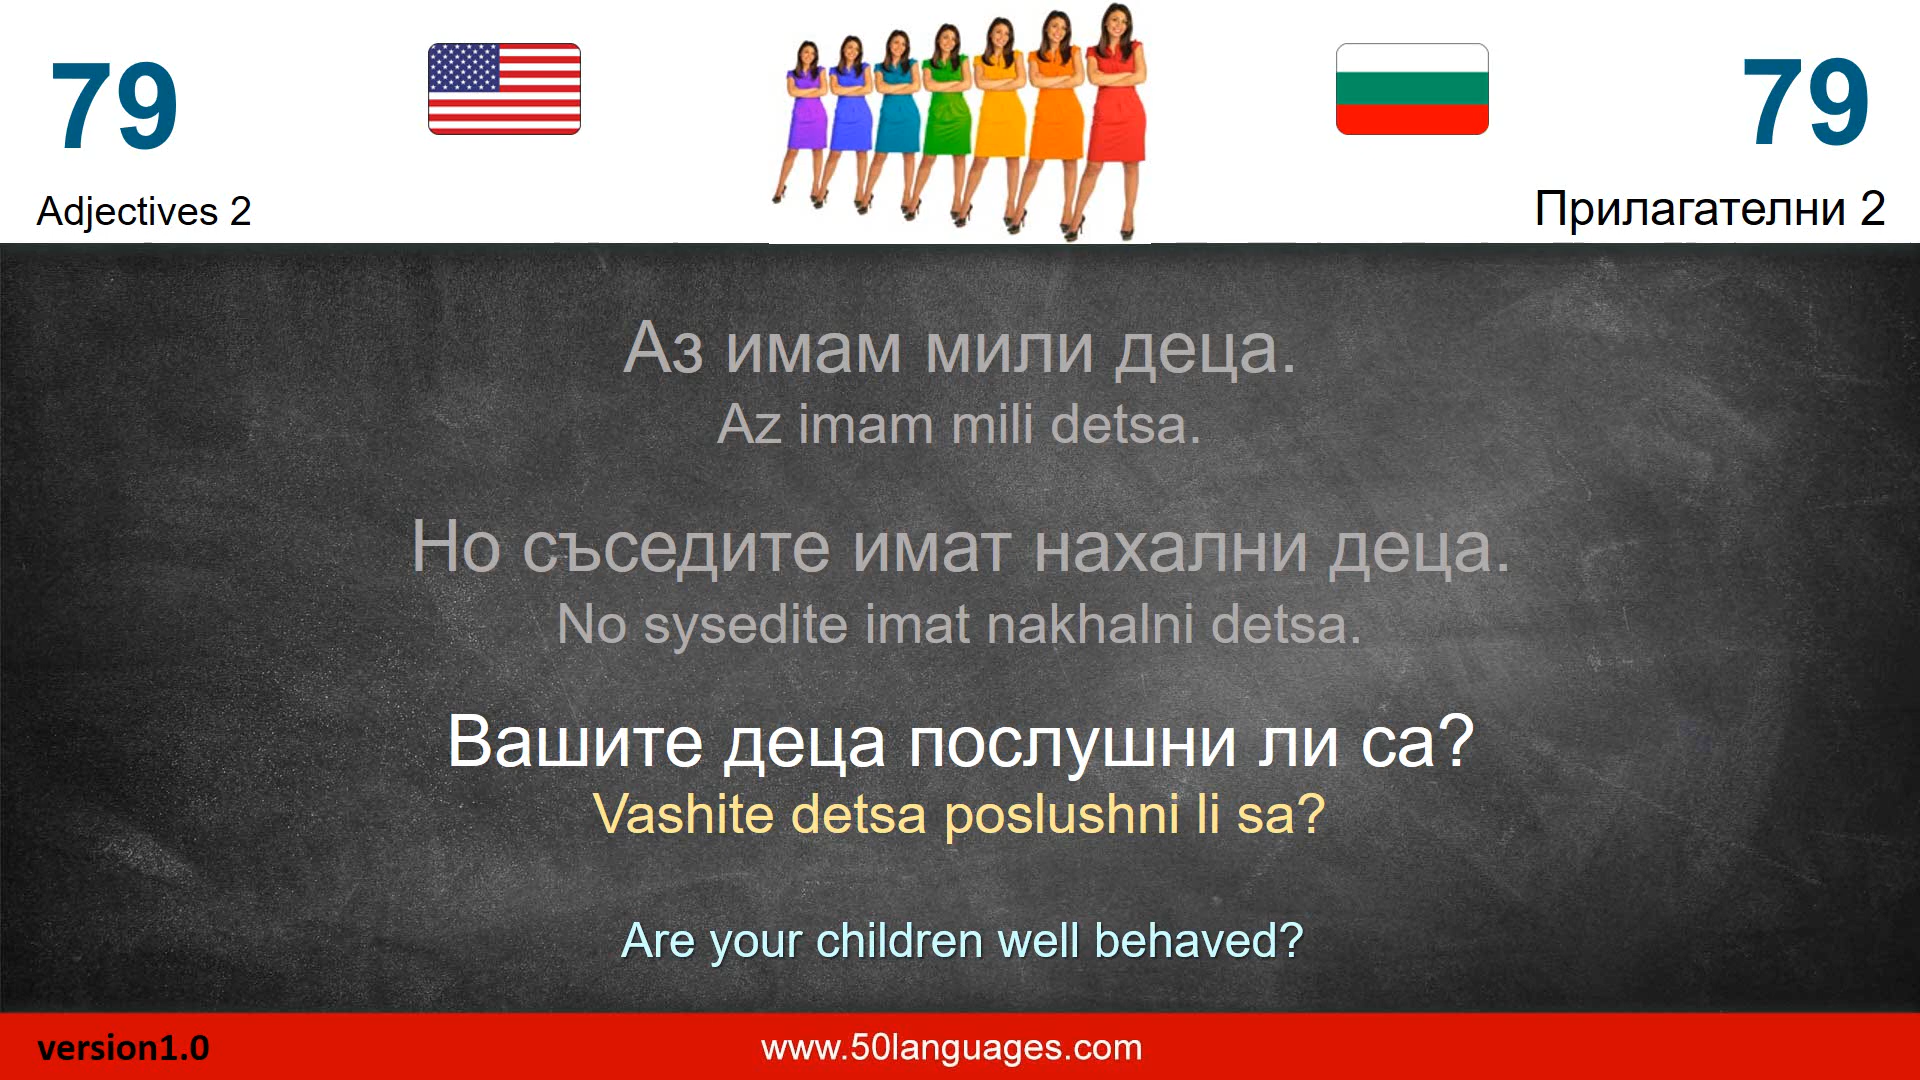 79
79
Adjectives 2
Прилагателни 2
Аз имам мили деца.
Az imam mili detsa.
Но съседите имат нахални деца.
No sysedite imat nakhalni detsa.
Вашите деца послушни ли са?
Vashite detsa poslushni li sa?
Are your children well behaved?
version1.0
www.50languages.com